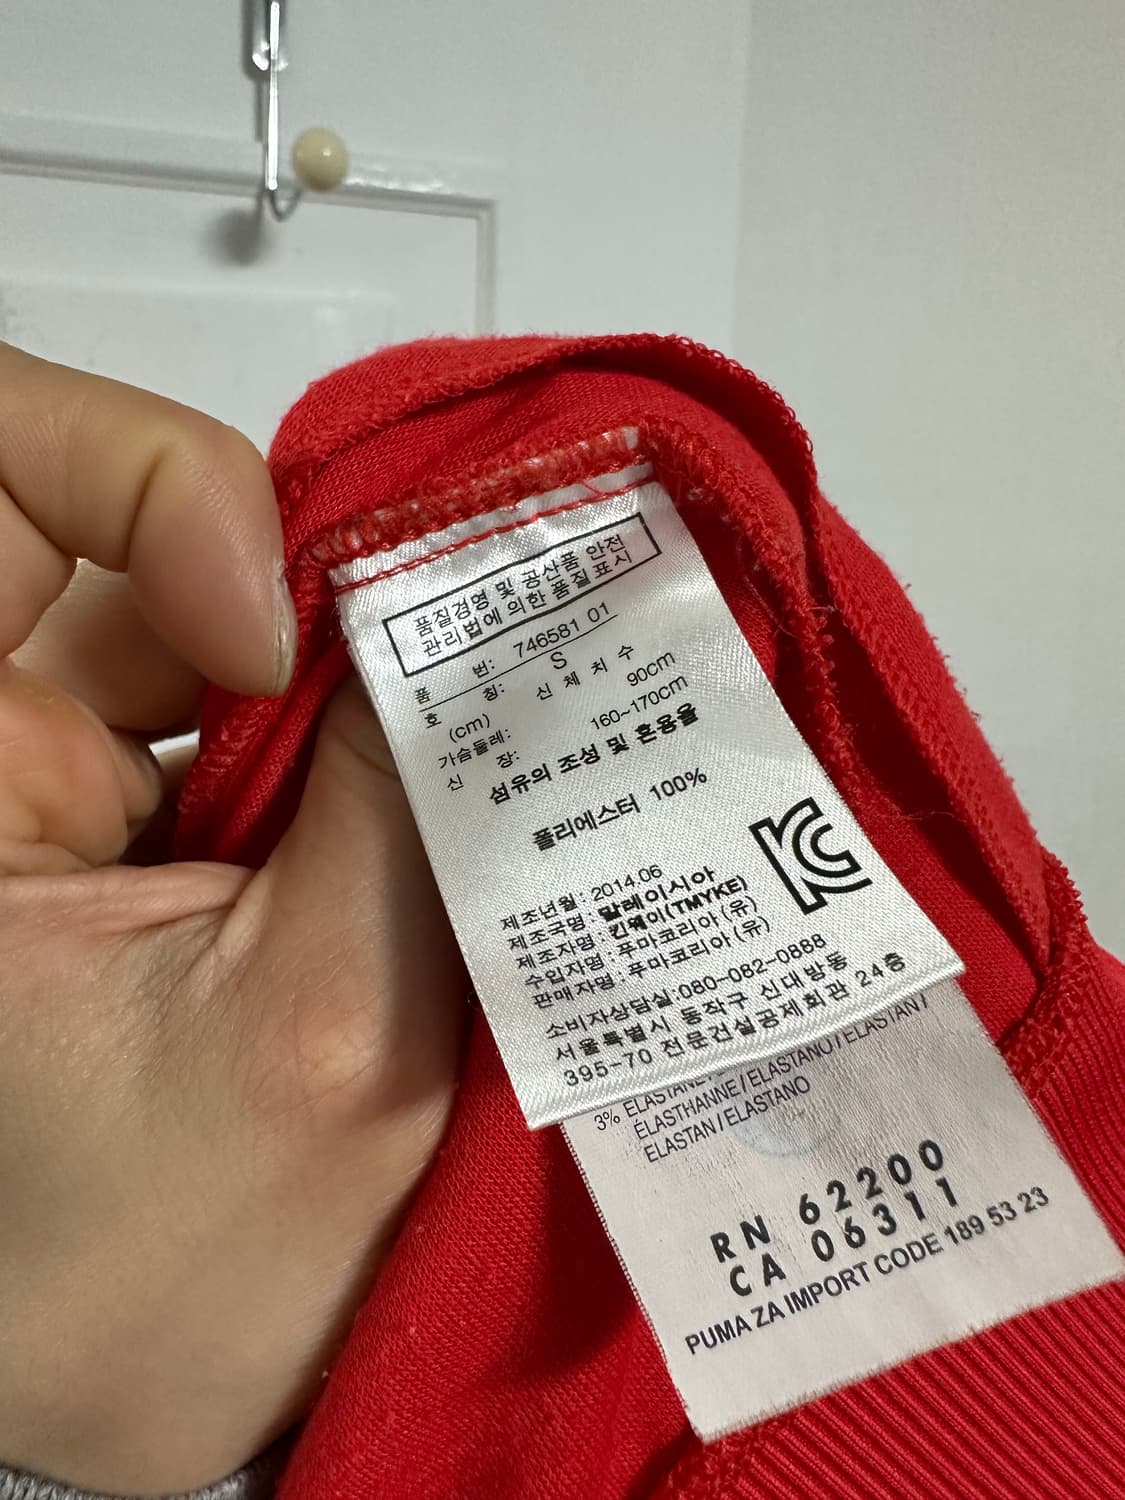 품질경영 및 공산품 안전
관리법에 의한 품질표시
품 번: 746581 01
호 칭: S
(cm) 신 체 치 수
가슴둘레: 90cm
신 장: 160~170cm
섬유의 조성 및 혼용율
폴리에스터 100%
제조년월 : 2014.06
제조국명 : 말레이시아
제조자명 : 킨웨이(TMYKE)
수입자명 : 푸마코리아 (유)
판매자명 : 푸마코리아 (유)
소비자상담실:080-082-0888
서울특별시 동작구 신대방동
395-70 전문건설공제회관 24층
3% ELASTANE / ELASTANO / ELASTAN /
ÉLASTHANNE / ELASTANO
ELASTAN / ELASTANO
RN 62200
CA 06311
PUMA ZA IMPORT CODE 189 53 23